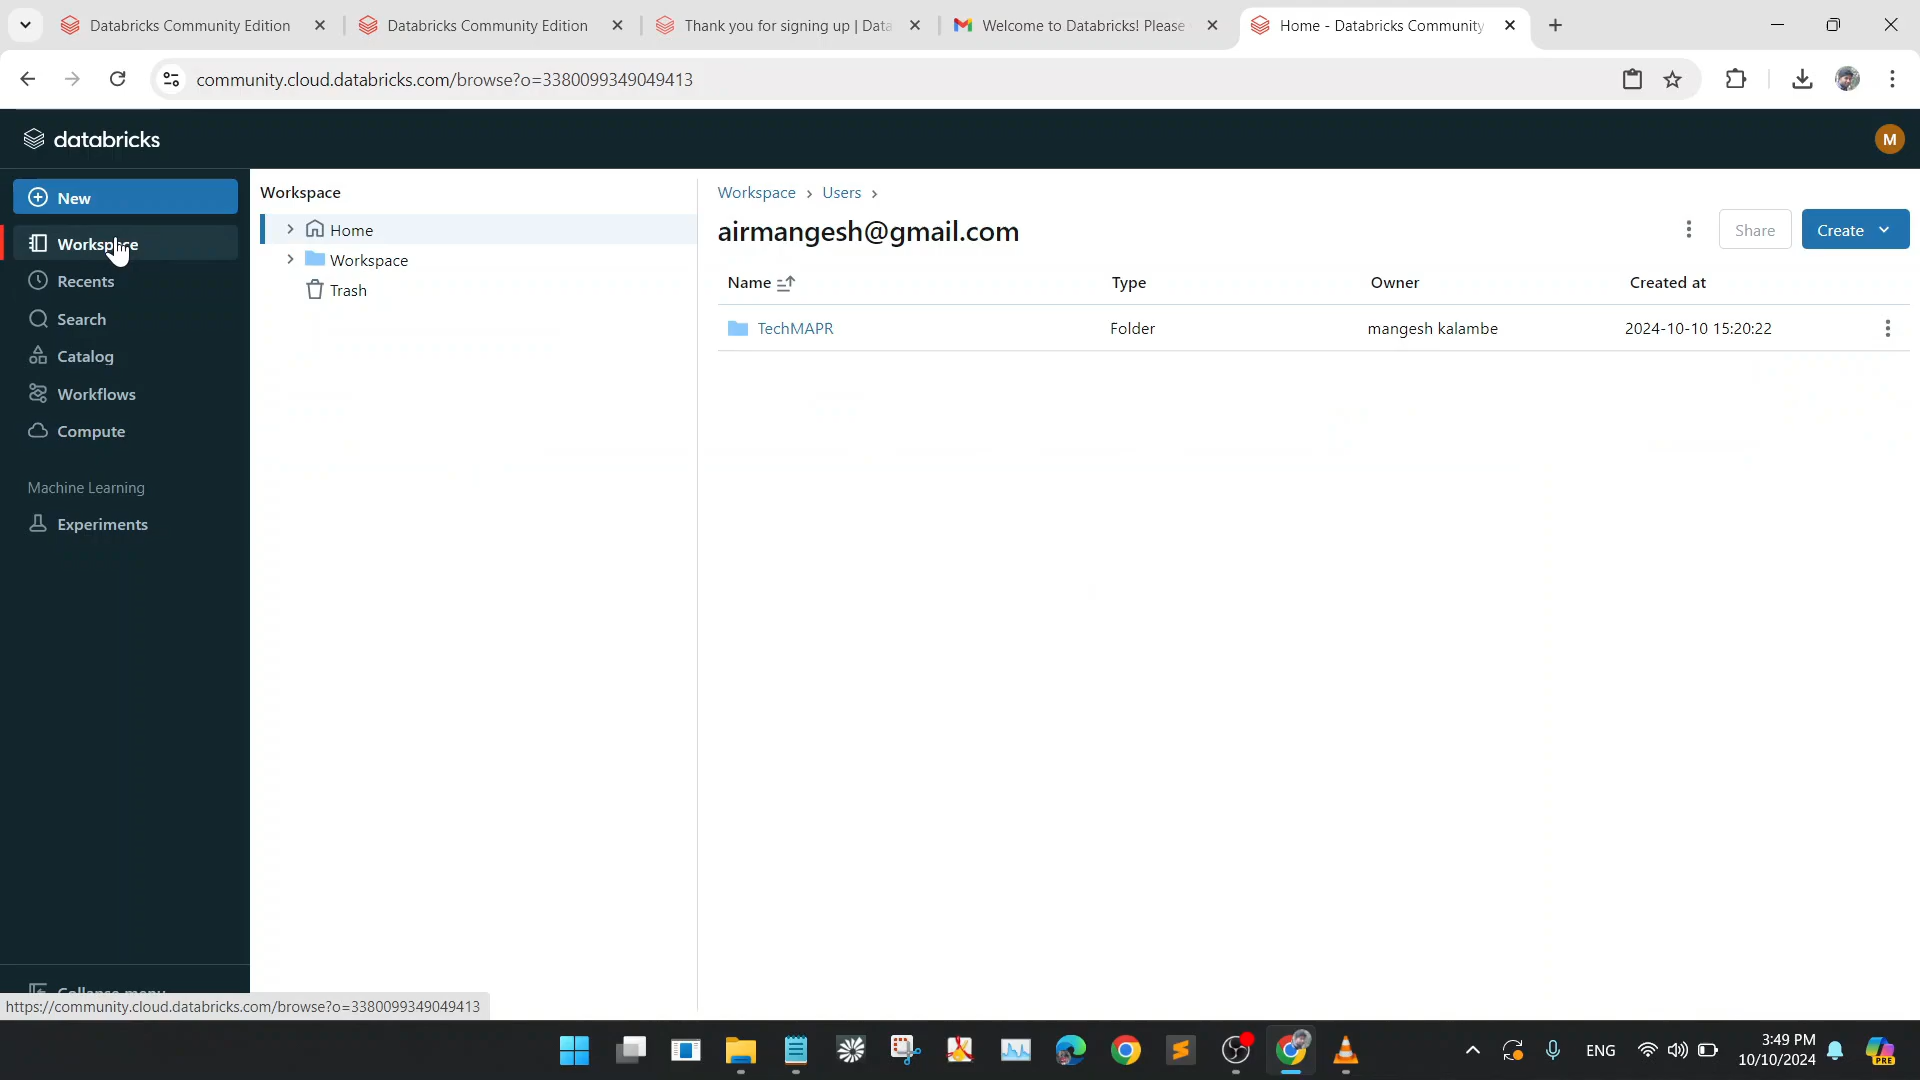 Databricks Community Edition
Databricks Community Edition
Thank you for signing up | Data
Welcome to Databricks! Please
Home - Databricks Community
community.cloud.databricks.com/browse?o=3380099349049413
databricks
M
New
Workspace
Recents
Search
Catalog
Workflows
Compute
Machine Learning
Experiments
Collapse menu
https://community.cloud.databricks.com/browse?o=3380099349049413
Workspace
Home
Workspace
Trash
Workspace > Users >
airmangesh@gmail.com
Share
Create
Name Type Owner Created at
TechMAPR Folder mangesh kalambe 2024-10-10 15:20:22
ENG
3:49 PM
10/10/2024
PRE